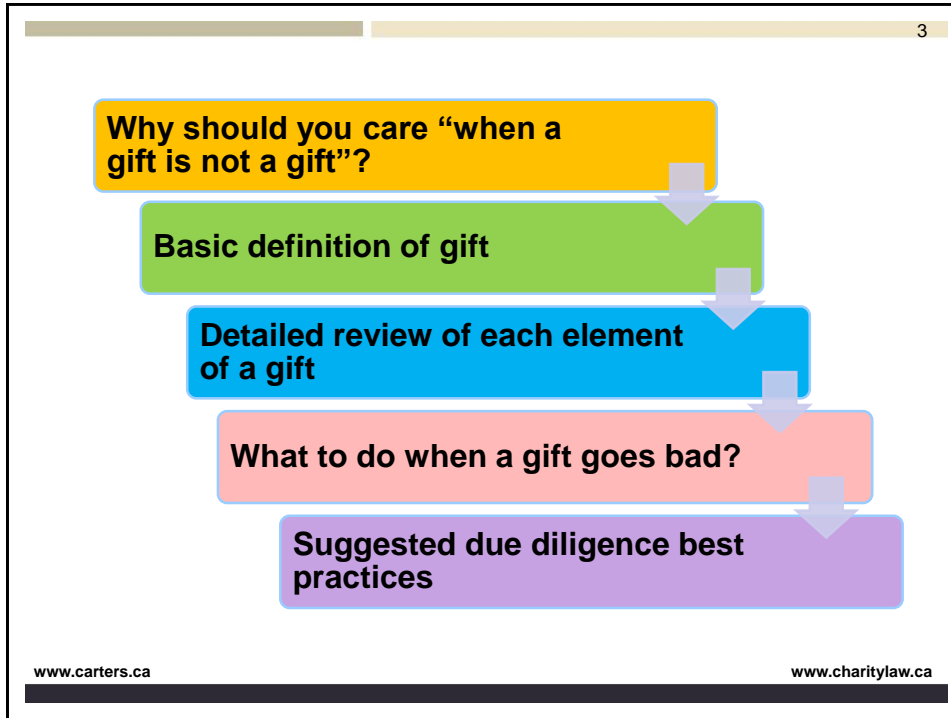 3
Why should you care “when a
gift is not a gift”?
Basic definition of gift
Detailed review of each element
of a gift
What to do when a gift goes bad?
Suggested due diligence best
practices
www.carters.ca
www.charitylaw.ca